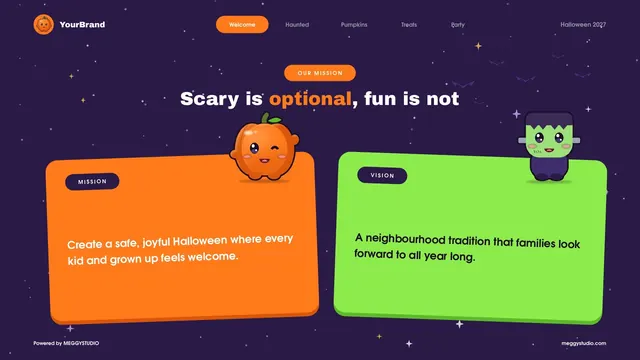 YourBrand
Welcome
Haunted
Pumpkins
Treats
Party
Halloween 2027
OUR MISSION
Scary is optional, fun is not
MISSION
Create a safe, joyful Halloween where every
kid and grown up feels welcome.
VISION
A neighbourhood tradition that families look
forward to all year long.
Powered by MEGGYSTUDIO
meggystudio.com